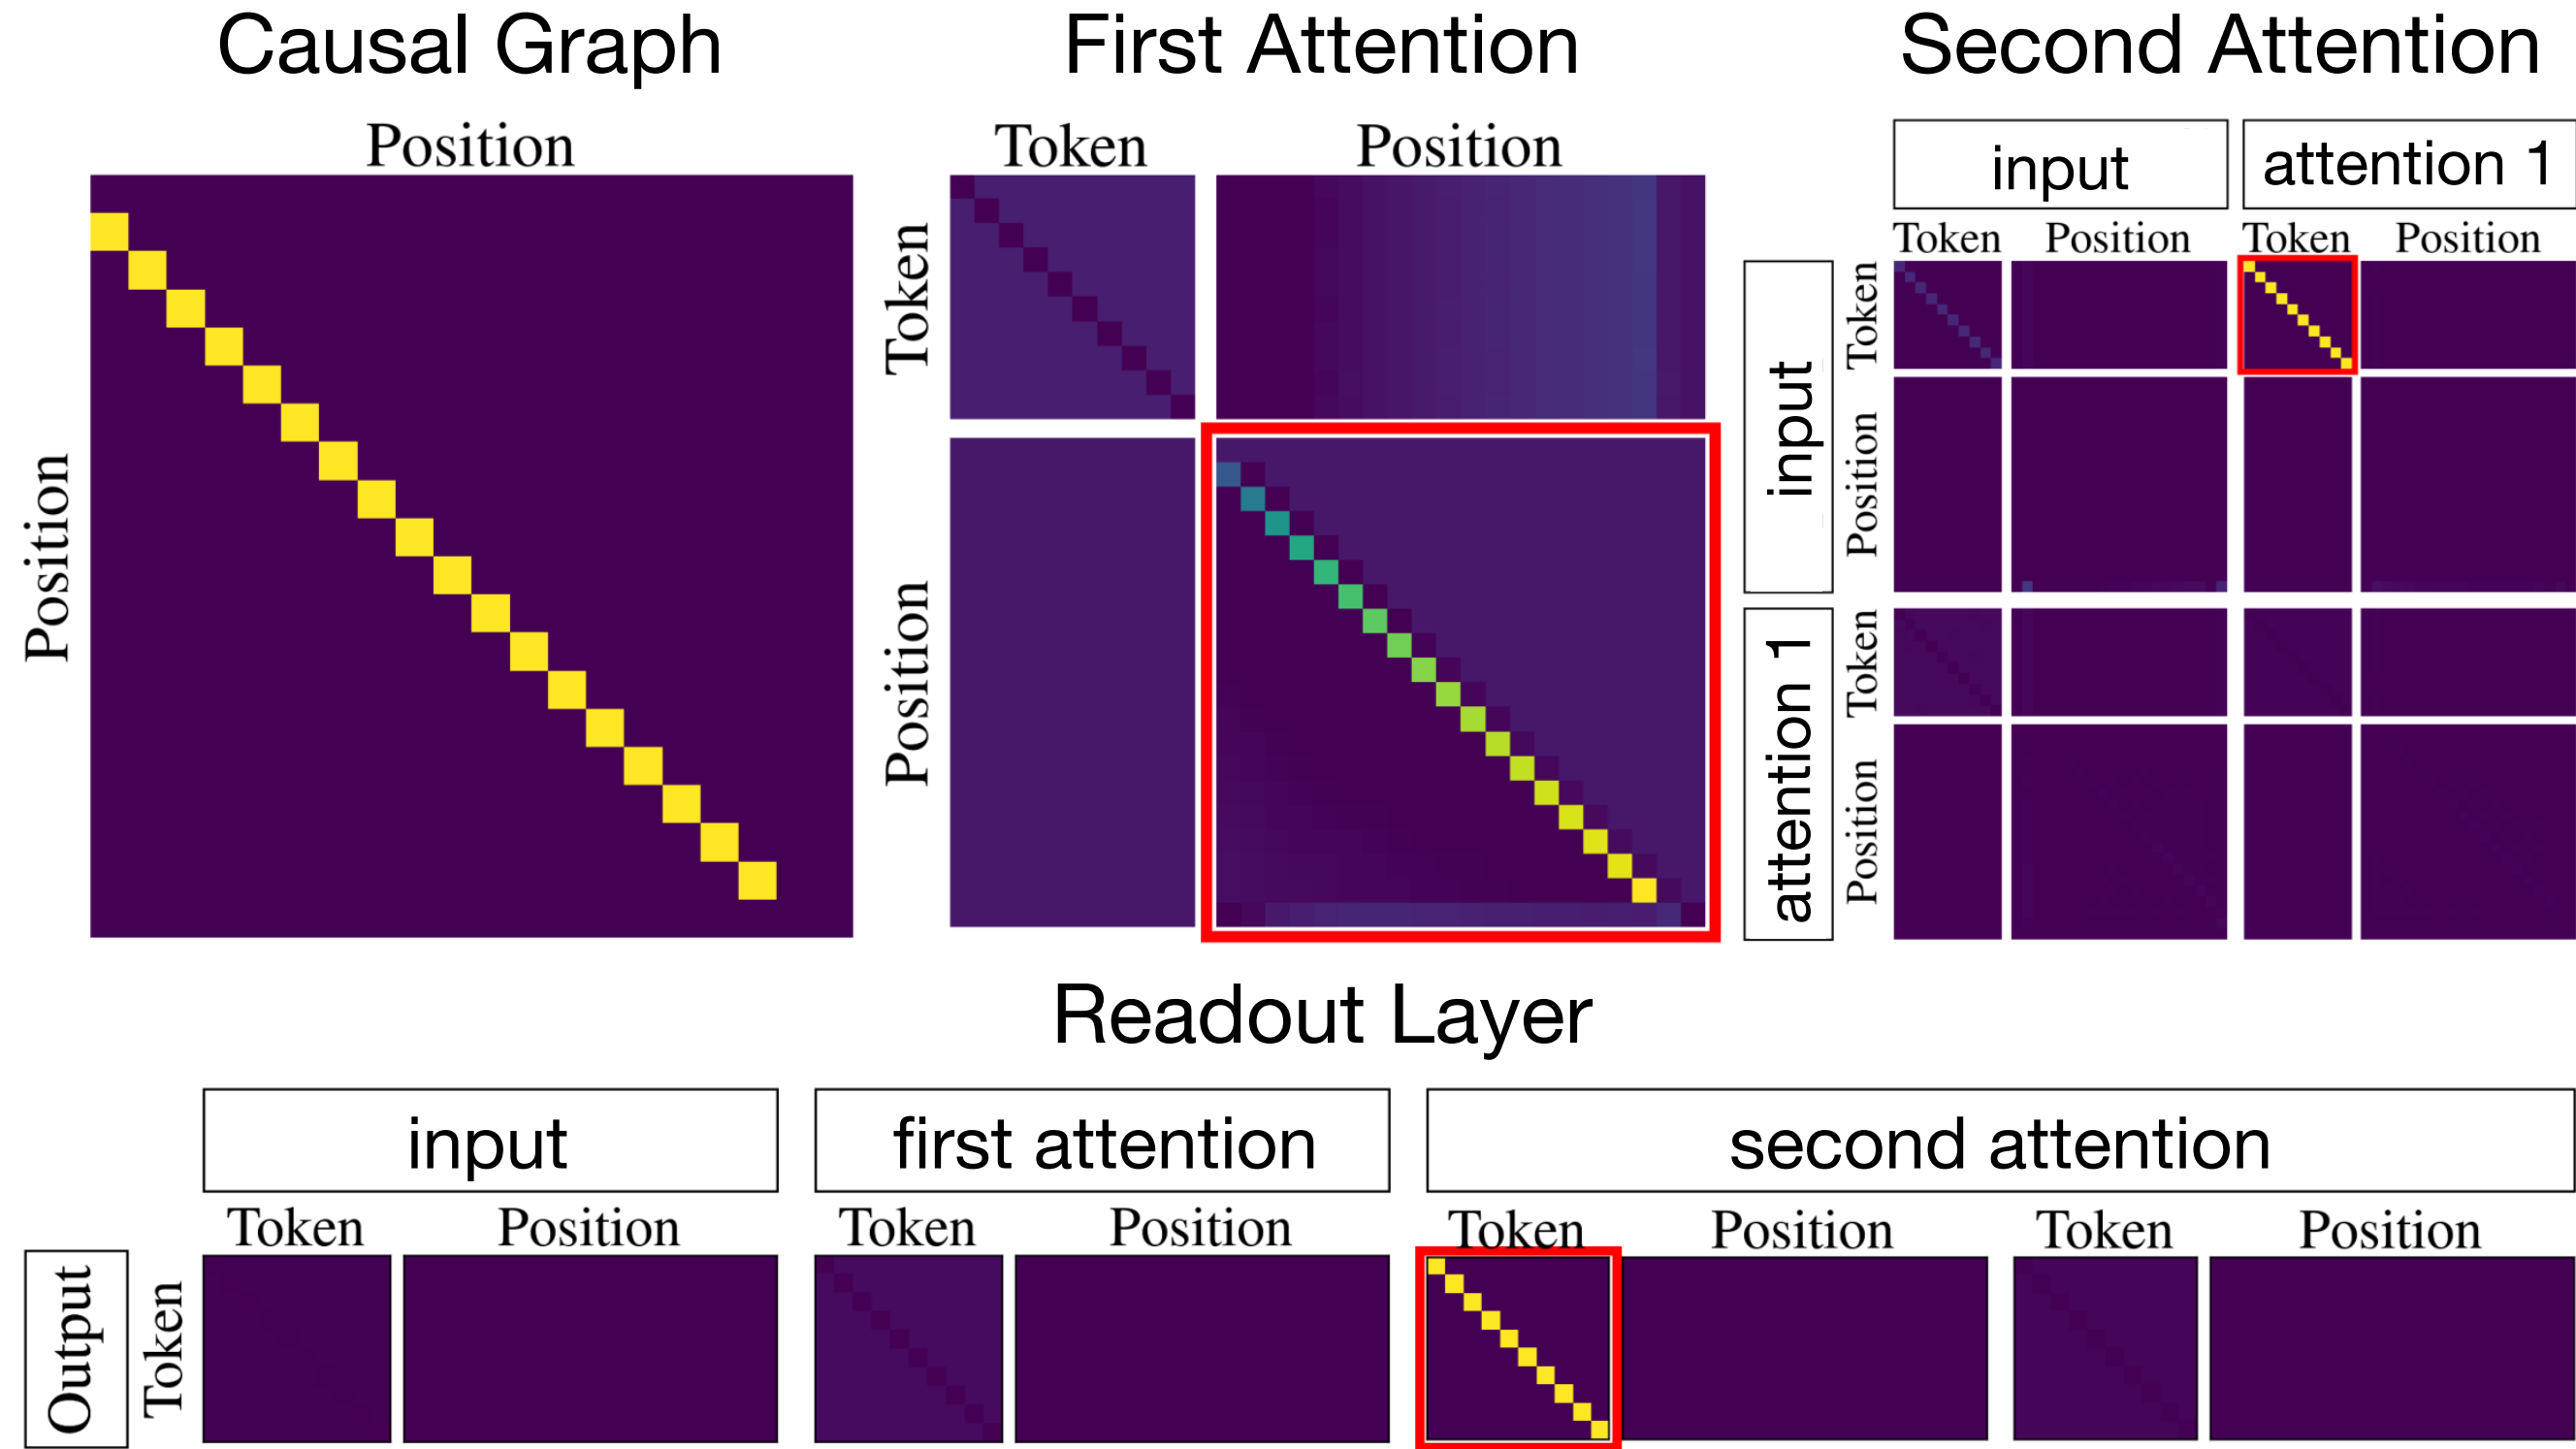 Causal Graph
Position
Position
First Attention
Token
Position
Token
Position
Second Attention
input
attention 1
Token
Position
Token
Position
input
Token
Position
attention 1
Token
Position
Readout Layer
input
first attention
second attention
Token
Position
Token
Position
Token
Position
Token
Position
Output
Token